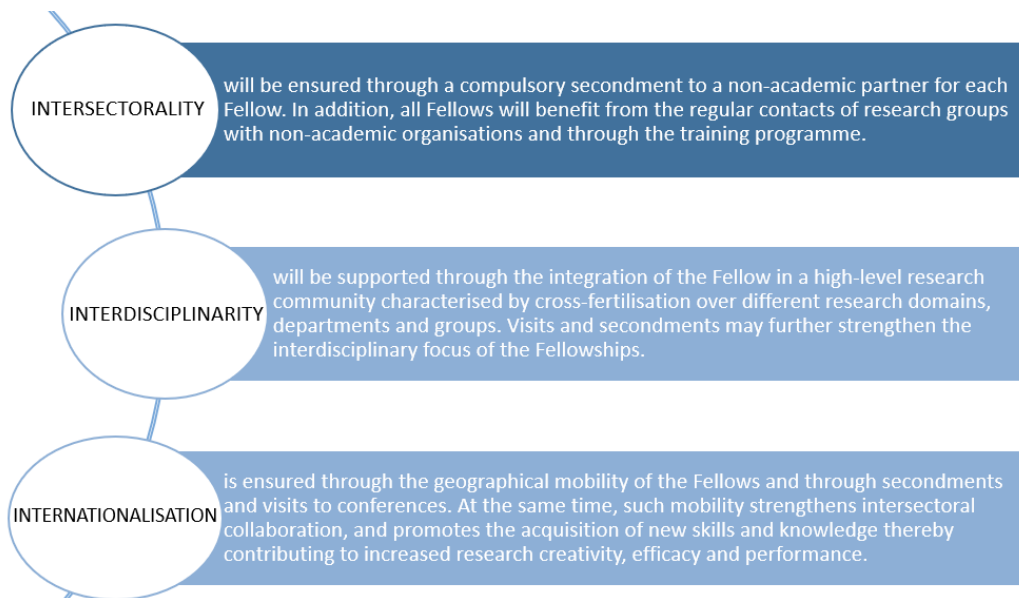 INTERSECTORALITY
will be ensured through a compulsory secondment to a non-academic partner for each
Fellow. In addition, all Fellows will benefit from the regular contacts of research groups
with non-academic organisations and through the training programme.
INTERDISCIPLINARITY
will be supported through the integration of the Fellow in a high-level research
community characterised by cross-fertilisation over different research domains,
departments and groups. Visits and secondments may further strengthen the
interdisciplinary focus of the Fellowships.
INTERNATIONALISATION
is ensured through the geographical mobility of the Fellows and through secondments
and visits to conferences. At the same time, such mobility strengthens intersectoral
collaboration, and promotes the acquisition of new skills and knowledge thereby
contributing to increased research creativity, efficacy and performance.